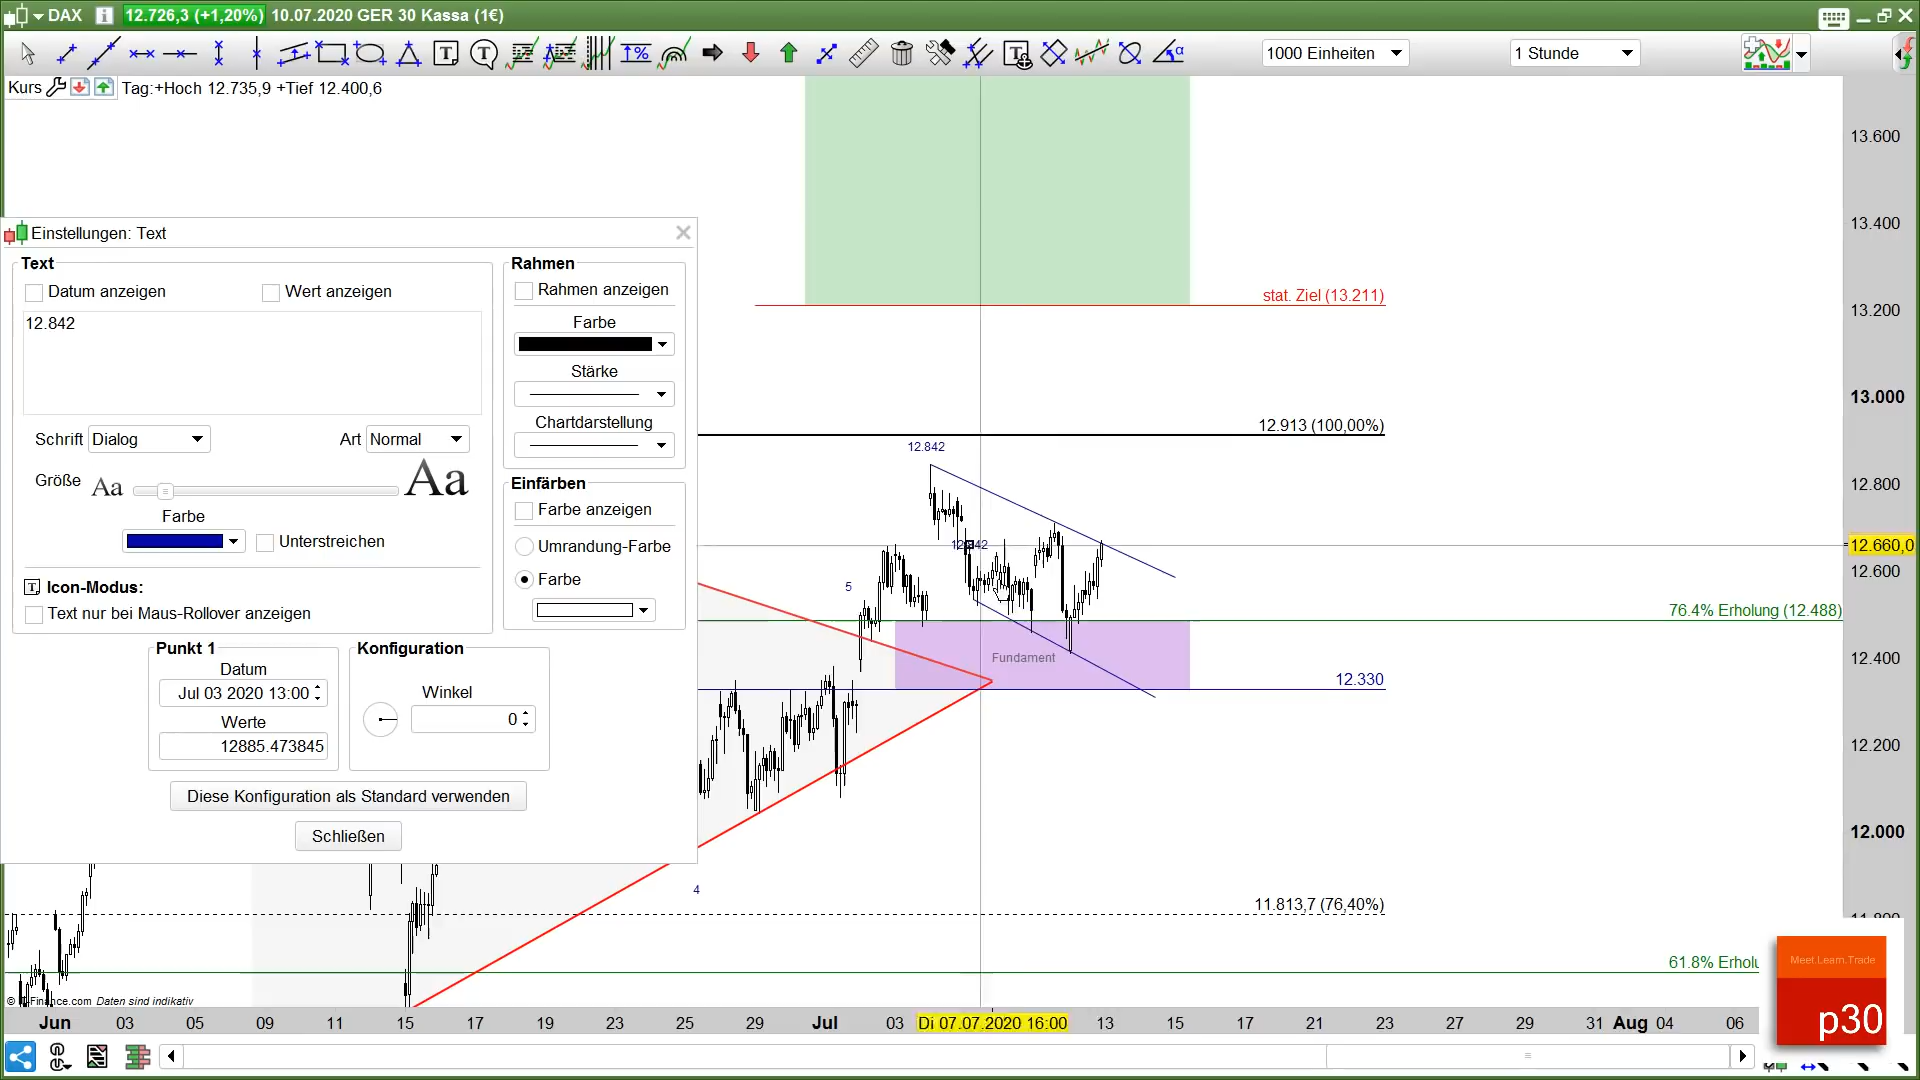 DAX
12.726,3 (+1,20%) 10.07.2020 GER 30 Kassa (1€)
1000 Einheiten
1 Stunde
Kurs
Tag:+Hoch 12.735,9 +Tief 12.400,6
13.600
13.400
13.200
13.000
12.800
12.660,0
12.600
12.400
12.200
12.000
Einstellungen: Text
Text
Datum anzeigen
Wert anzeigen
12.842
Schrift
Dialog
Art
Normal
Größe
Aa
Aa
Farbe
Unterstreichen
Icon-Modus:
Text nur bei Maus-Rollover anzeigen
Rahmen
Rahmen anzeigen
Farbe
Stärke
Chartdarstellung
Einfärben
Farbe anzeigen
Umrandung-Farbe
Farbe
Punkt 1
Datum
Jul 03 2020 13:00
Werte
12885.473845
Konfiguration
Winkel
0
Diese Konfiguration als Standard verwenden
Schließen
stat. Ziel (13.211)
12.913 (100,00%)
12.842
12.842
5
76.4% Erholung (12.488)
Fundament
12.330
4
11.813,7 (76,40%)
61.8%
Daten sind indikativ
Jun 03 05 09 11 15 17 19 23 25 29 Jul 03 Di 07.07.2020 16:00 13 15 17 21 23 27 29 31 Aug 04 06
Meet.Learn.Trade
p30